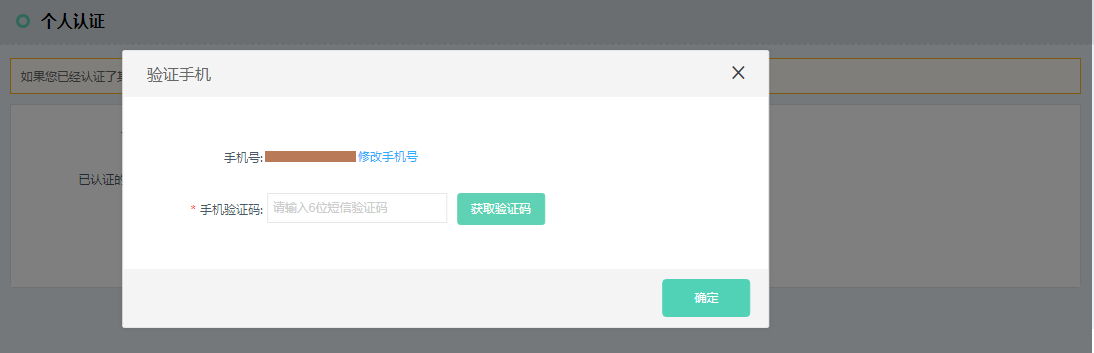 个人认证
如果您已经认证了
验证手机
手机号:
修改手机号
已认证的
* 手机验证码:
请输入6位短信验证码
获取验证码
确定